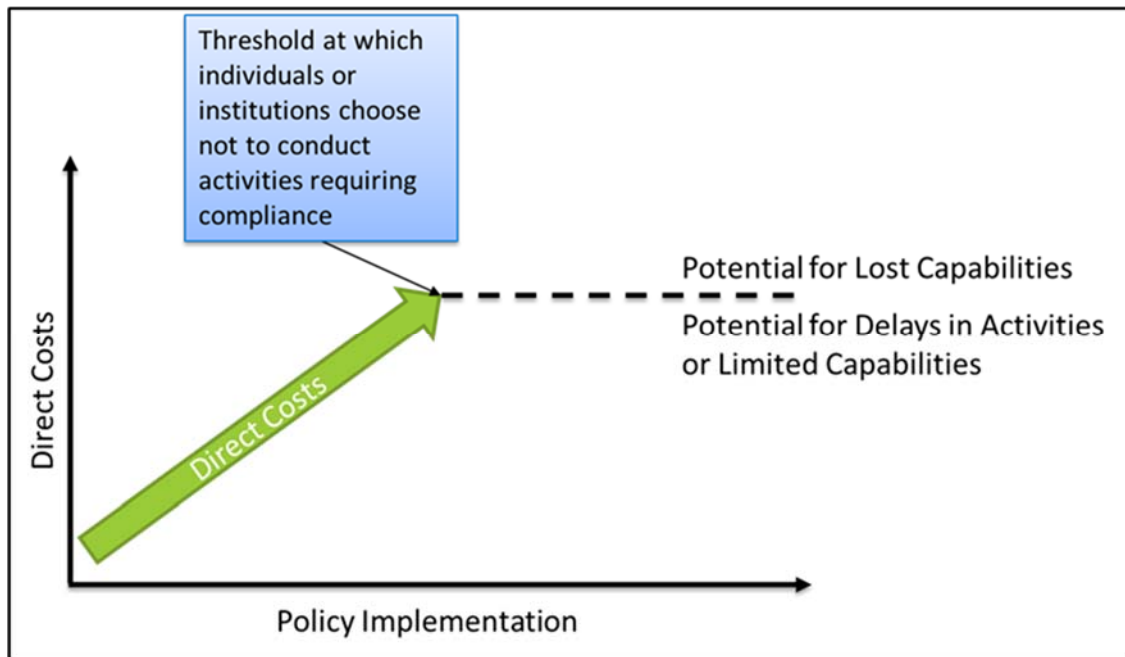 Threshold at which
individuals or
institutions choose
not to conduct
activities requiring
compliance
Direct Costs
Direct Costs
Potential for Lost Capabilities
Potential for Delays in Activities
or Limited Capabilities
Policy Implementation